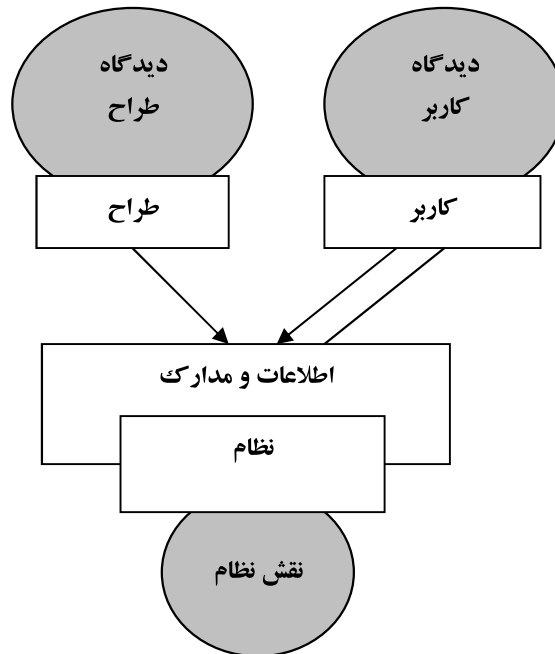 دیدگاه
کاربر
دیدگاه
طراح
کاربر
طراح
اطلاعات و مدارک
نظام
نقش نظام